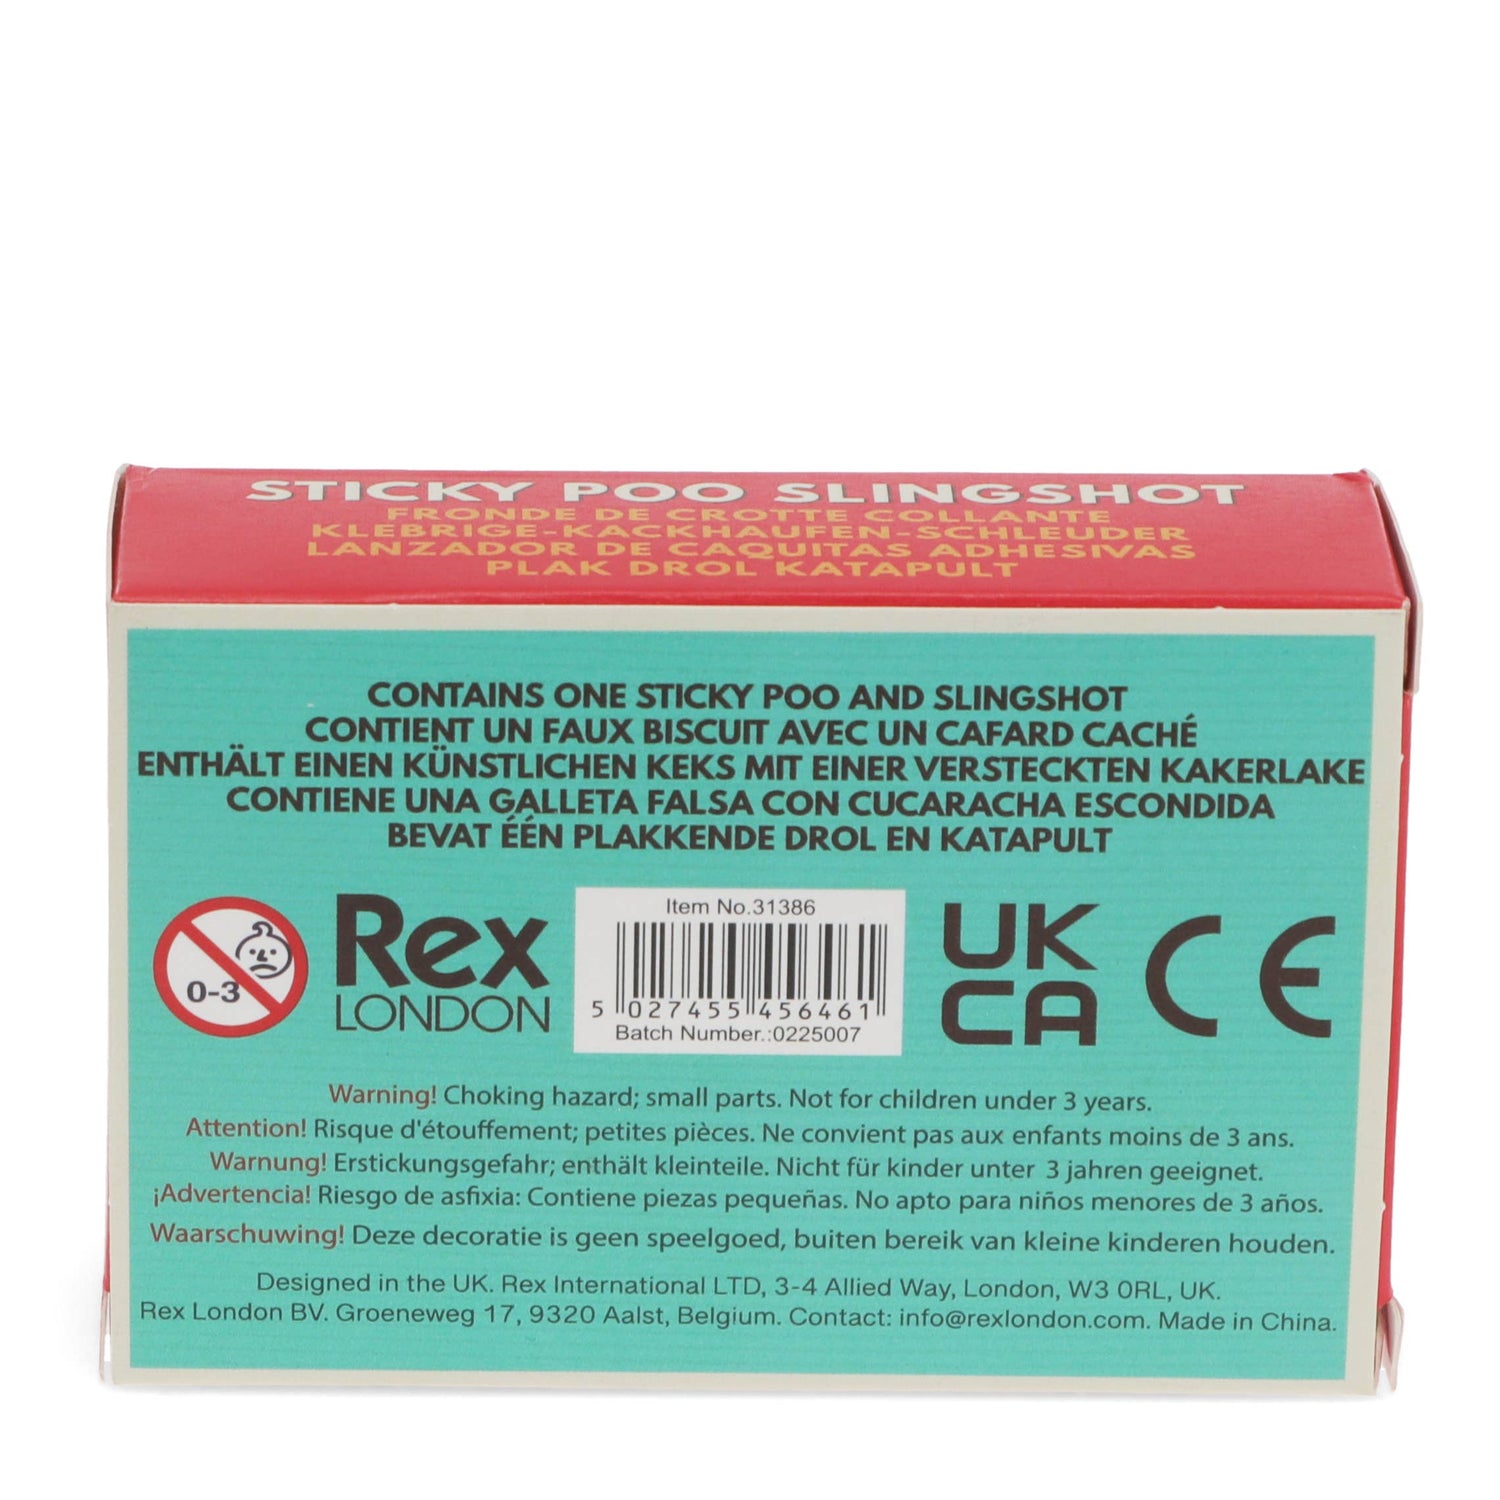 STICKY POO SLINGSHOT
FRONDE DE CROTTE COLLANTE
KLEBRIGE-KACKHAUFEN-SCHLEUDER
LANZADOR DE CAQUITAS ADHESIVAS
PLAK DROL KATAPULT
CONTAINS ONE STICKY POO AND SLINGSHOT
CONTIENT UN FAUX BISCUIT AVEC UN CAFARD CACHÉ
ENTHÄLT EINEN KÜNSTLICHEN KEKS MIT EINER VERSTECKTEN KAKERLAKE
CONTIENE UNA GALLETA FALSA CON CUCARACHA ESCONDIDA
BEVAT ÉÉN PLAKKENDE DROL EN KATAPULT
0-3
Rex
LONDON
Item No.31386
5 027455 456461
Batch Number.:0225007
UK
CA
CE
Warning! Choking hazard; small parts. Not for children under 3 years.
Attention! Risque d'étouffement; petites pièces. Ne convient pas aux enfants moins de 3 ans.
Warnung! Erstickungsgefahr; enthält kleinteile. Nicht für kinder unter 3 jahren geeignet.
¡Advertencia! Riesgo de asfixia: Contiene piezas pequeñas. No apto para niños menores de 3 años.
Waarschuwing! Deze decoratie is geen speelgoed, buiten bereik van kleine kinderen houden.
Designed in the UK. Rex International LTD, 3-4 Allied Way, London, W3 0RL, UK.
Rex London BV. Groeneweg 17, 9320 Aalst, Belgium. Contact: info@rexlondon.com. Made in China.